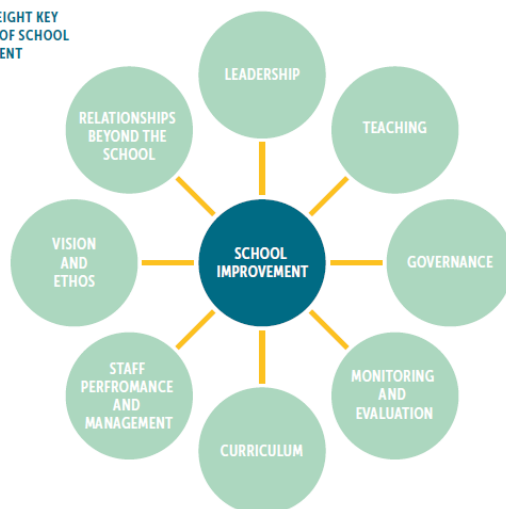 EIGHT KEY
OF SCHOOL
ENT
LEADERSHIP
TEACHING
GOVERNANCE
MONITORING
AND
EVALUATION
CURRICULUM
STAFF
PERFROMANCE
AND
MANAGEMENT
VISION
AND
ETHOS
RELATIONSHIPS
BEYOND THE
SCHOOL
SCHOOL
IMPROVEMENT